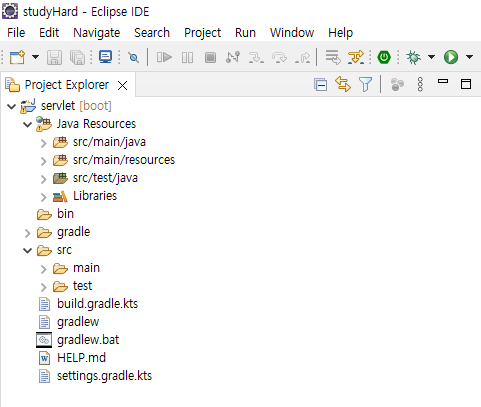 studyHard - Eclipse IDE
File Edit Navigate Search Project Run Window Help
Project Explorer
servlet [boot]
Java Resources
src/main/java
src/main/resources
src/test/java
Libraries
bin
gradle
src
main
test
build.gradle.kts
gradlew
gradlew.bat
HELP.md
settings.gradle.kts